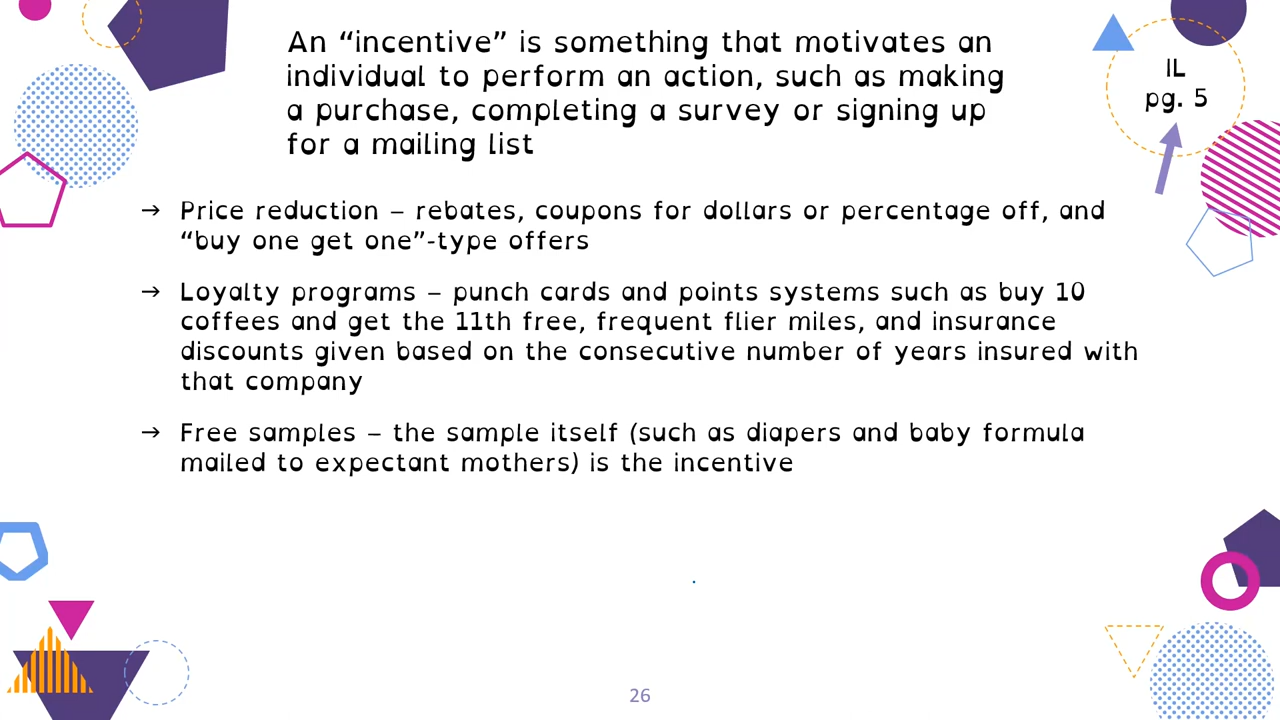 An “incentive” is something that motivates an
individual to perform an action, such as making
a purchase, completing a survey or signing up
for a mailing list
IL
pg. 5
→ Price reduction – rebates, coupons for dollars or percentage off, and
“buy one get one”-type offers
→ Loyalty programs – punch cards and points systems such as buy 10
coffees and get the 11th free, frequent flier miles, and insurance
discounts given based on the consecutive number of years insured with
that company
→ Free samples – the sample itself (such as diapers and baby formula
mailed to expectant mothers) is the incentive
26